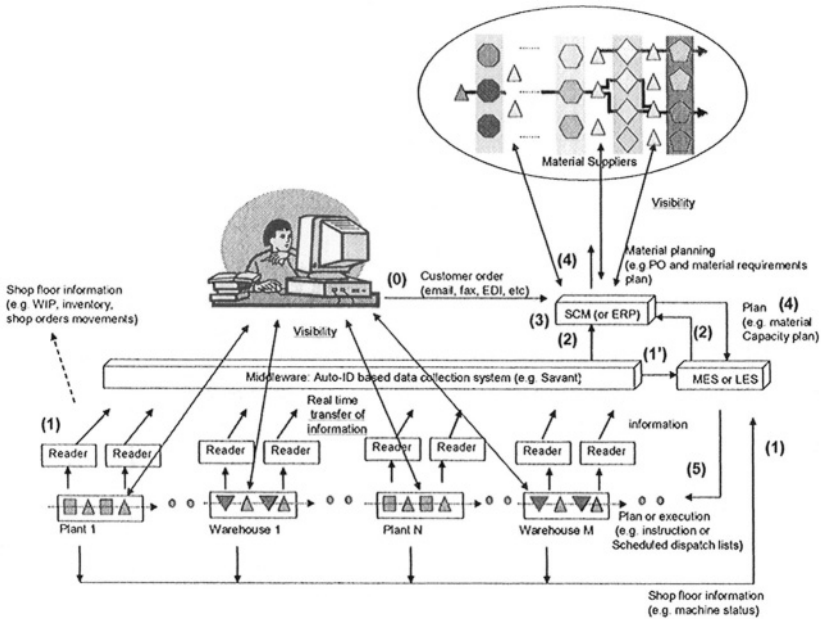 Material Suppliers
Visibility
(4)
Material planning
(e.g PO and material requirements
plan)
(0)
Customer order
(email, fax, EDI, etc)
Shop floor information
(e.g. WIP, inventory,
shop orders movements)
Visibility
(3)
SCM (or ERP)
Plan
(4)
(e.g. material
Capacity plan)
(2)
(2)
(1')
Middleware: Auto-ID based data collection system (e.g. Savant)
MES or LES
(1)
Real time
transfer of
information
information
(1)
Reader
Reader
Reader
Reader
Reader
Reader
Reader
Reader
(5)
Plant 1
Warehouse 1
Plant N
Warehouse M
Plan or execution
(e.g. instruction or
Scheduled dispatch lists)
Shop floor information
(e.g. machine status)